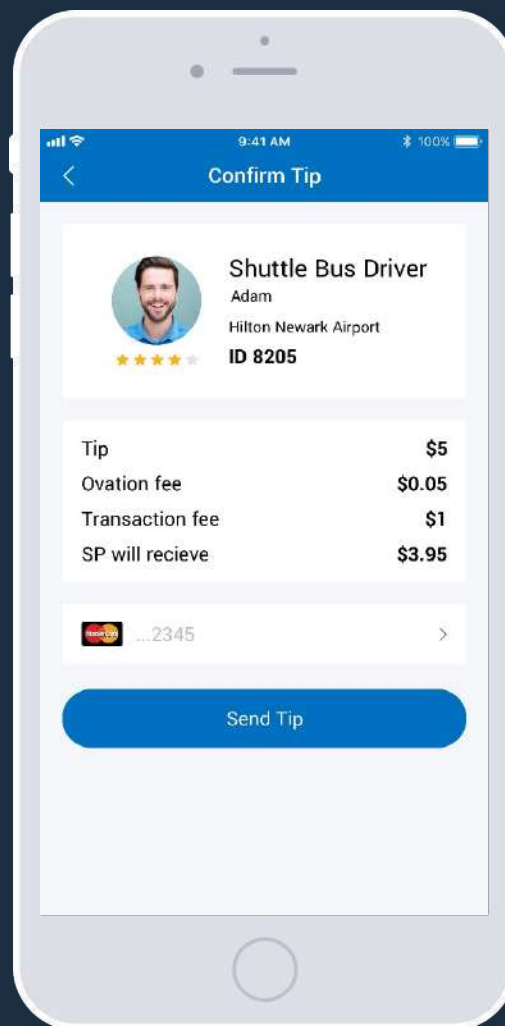 9:41 AM 100%
Confirm Tip
Shuttle Bus Driver
Adam
Hilton Newark Airport
ID 8205
Tip $5
Ovation fee $0.05
Transaction fee $1
SP will recieve $3.95
MasterCard ...2345
Send Tip